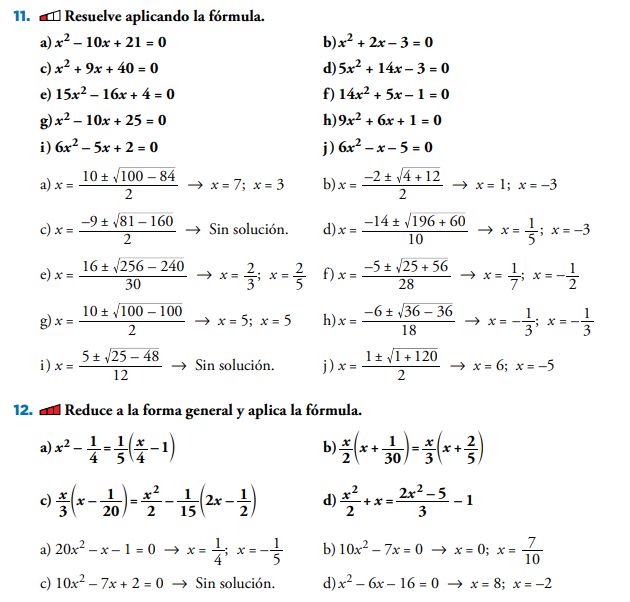 11. Resuelve aplicando la fórmula.
a) x² – 10x + 21 = 0 b) x² + 2x – 3 = 0
c) x² + 9x + 40 = 0 d) 5x² + 14x – 3 = 0
e) 15x² – 16x + 4 = 0 f) 14x² + 5x – 1 = 0
g) x² – 10x + 25 = 0 h) 9x² + 6x + 1 = 0
i) 6x² – 5x + 2 = 0 j) 6x² – x – 5 = 0
a) x = (10 ± √(100 – 84))/2 → x = 7; x = 3 b) x = (–2 ± √(4 + 12))/2 → x = 1; x = –3
c) x = (–9 ± √(81 – 160))/2 → Sin solución. d) x = (–14 ± √(196 + 60))/10 → x = 1/5; x = –3
e) x = (16 ± √(256 – 240))/30 → x = 2/3; x = 2/5 f) x = (–5 ± √(25 + 56))/28 → x = 1/7; x = –1/2
g) x = (10 ± √(100 – 100))/2 → x = 5; x = 5 h) x = (–6 ± √(36 – 36))/18 → x = –1/3; x = –1/3
i) x = (5 ± √(25 – 48))/12 → Sin solución. j) x = (1 ± √(1 + 120))/2 → x = 6; x = –5
12. Reduce a la forma general y aplica la fórmula.
a) x² – 1/4 = 1/5(x/4 – 1) b) x/2(x + 1/30) = x/3(x + 2/5)
c) x/3(x – 1/20) = x²/2 – 1/15(2x – 1/2) d) x²/2 + x = (2x² – 5)/3 – 1
a) 20x² – x – 1 = 0 → x = 1/4; x = –1/5 b) 10x² – 7x = 0 → x = 0; x = 7/10
c) 10x² – 7x + 2 = 0 → Sin solución. d) x² – 6x – 16 = 0 → x = 8; x = –2